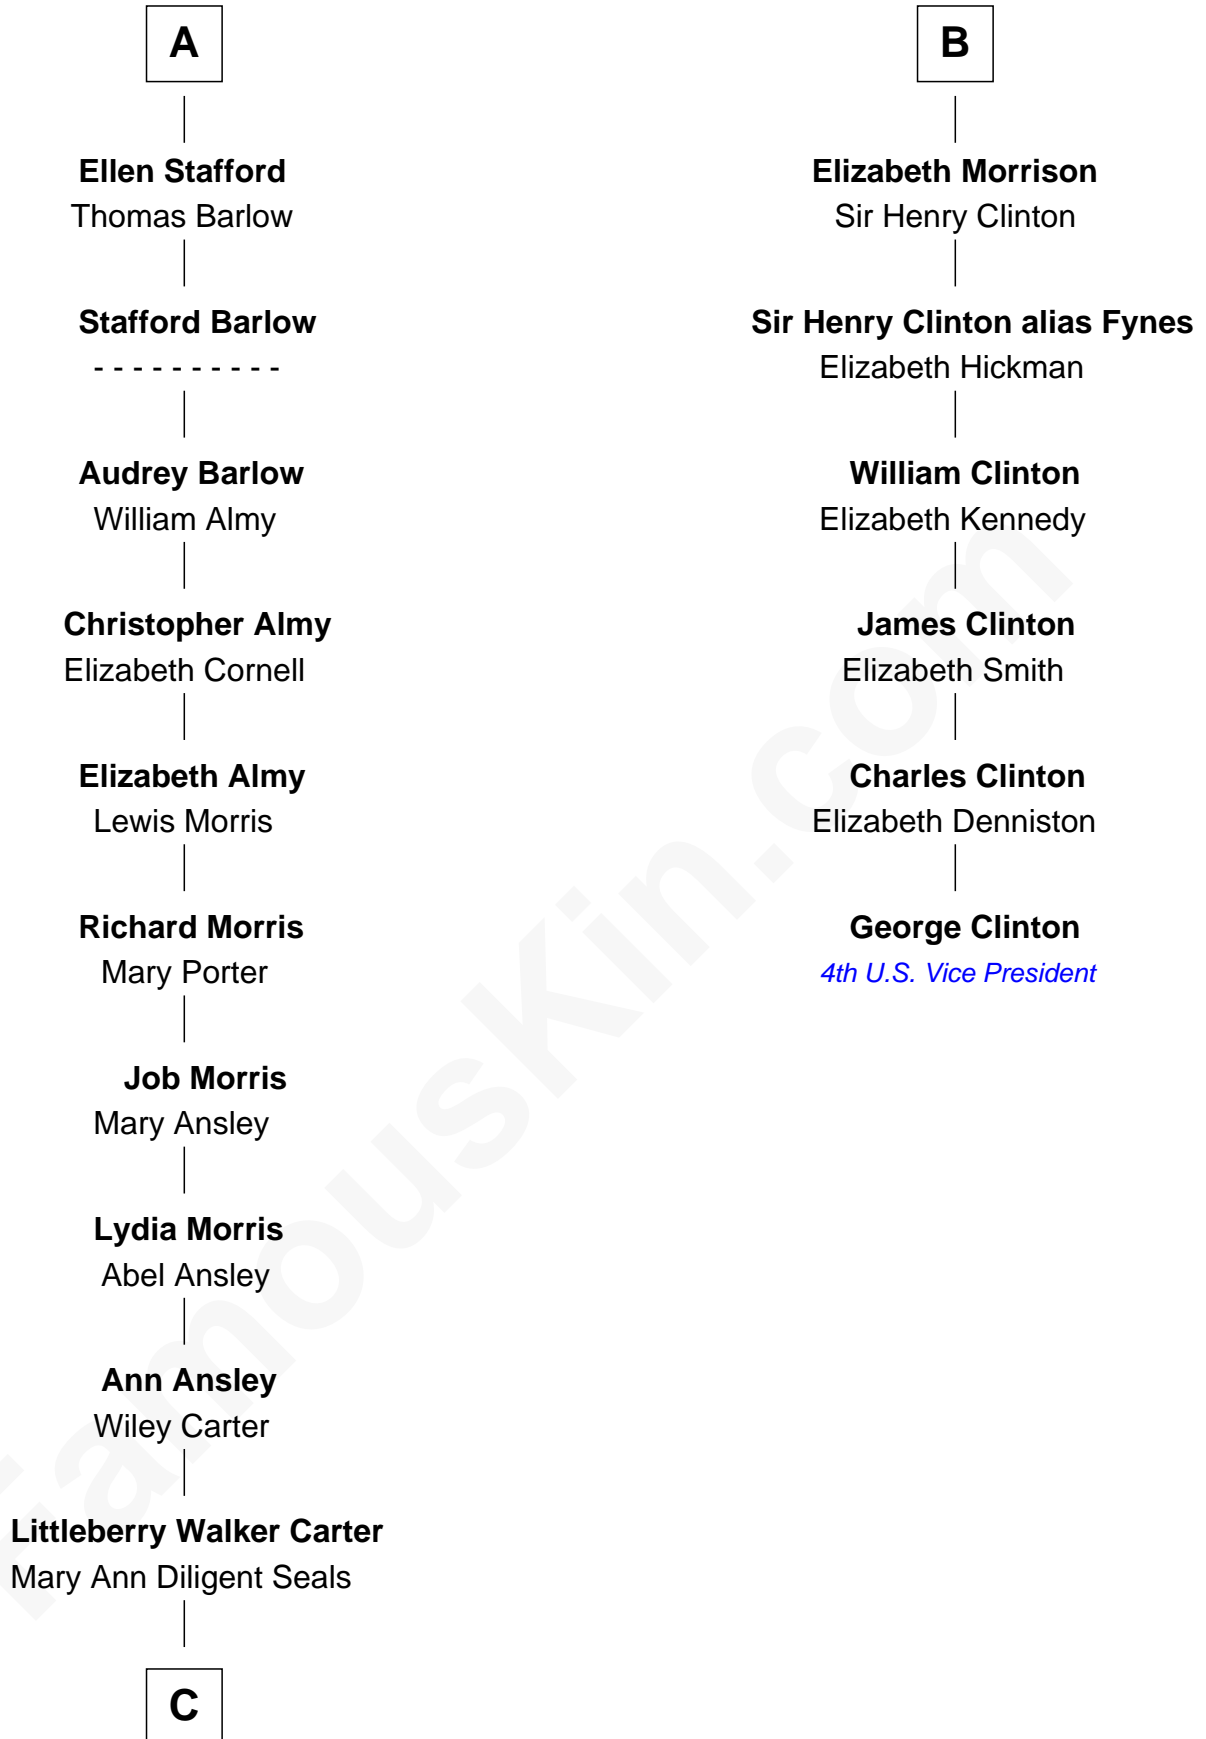 A
Ellen Stafford
Thomas Barlow
Stafford Barlow
- - - - - - - - - -
Audrey Barlow
William Almy
Christopher Almy
Elizabeth Cornell
Elizabeth Almy
Lewis Morris
Richard Morris
Mary Porter
Job Morris
Mary Ansley
Lydia Morris
Abel Ansley
Ann Ansley
Wiley Carter
Littleberry Walker Carter
Mary Ann Diligent Seals
C
B
Elizabeth Morrison
Sir Henry Clinton
Sir Henry Clinton alias Fynes
Elizabeth Hickman
William Clinton
Elizabeth Kennedy
James Clinton
Elizabeth Smith
Charles Clinton
Elizabeth Denniston
George Clinton
4th U.S. Vice President
FamousKin.com